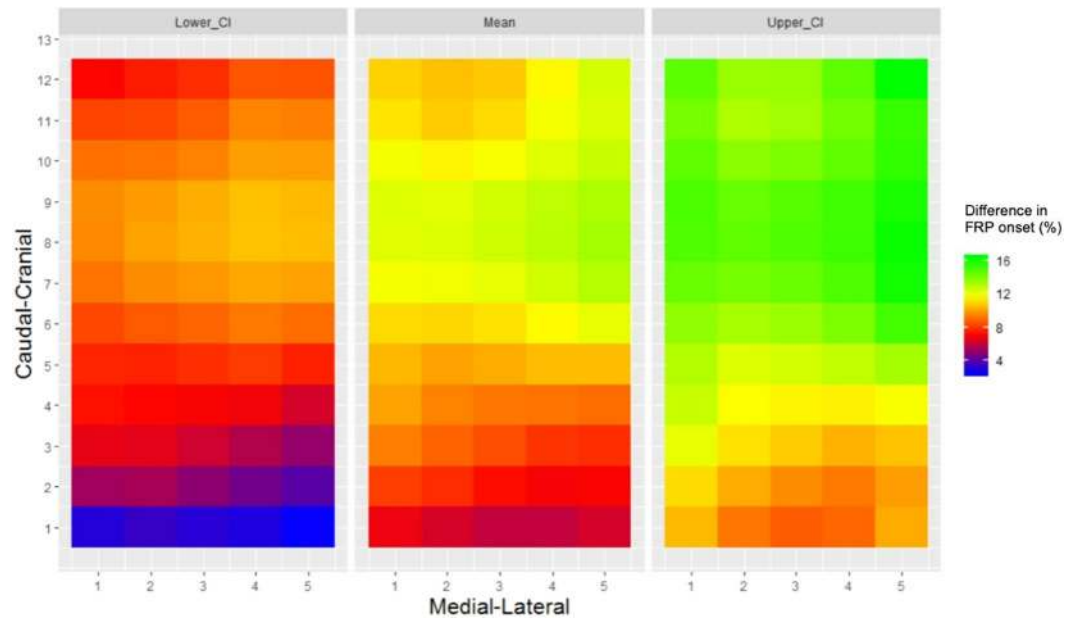 Lower_CI
Mean
Upper_CI
13
12
11
10
9
8
7
6
5
4
3
2
1
Caudal-Cranial
1 2 3 4 5
1 2 3 4 5
1 2 3 4 5
Medial-Lateral
Difference in
FRP onset (%)
16
12
8
4